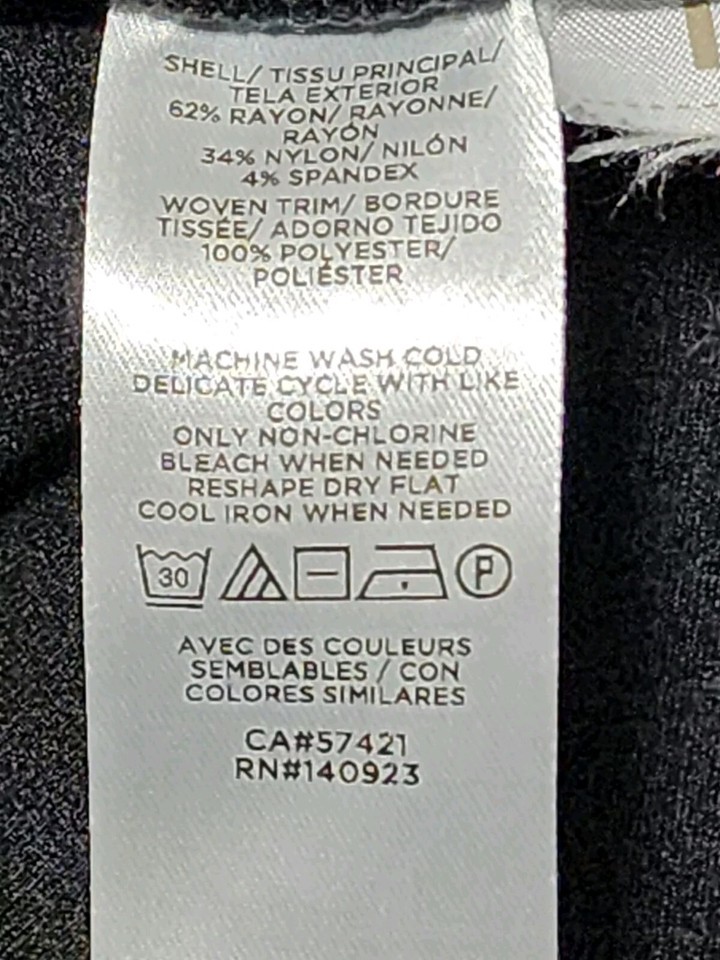 SHELL/ TISSU PRINCIPAL/
TELA EXTERIOR
62% RAYON/ RAYONNE/
RAYÓN
34% NYLON/ NILÓN
4% SPANDEX
WOVEN TRIM/ BORDURE
TISSÉE/ ADORNO TEJIDO
100% POLYESTER/
POLIÉSTER
MACHINE WASH COLD
DELICATE CYCLE WITH LIKE
COLORS
ONLY NON-CHLORINE
BLEACH WHEN NEEDED
RESHAPE DRY FLAT
COOL IRON WHEN NEEDED
30 P
AVEC DES COULEURS
SEMBLABLES / CON
COLORES SIMILARES
CA#57421
RN#140923